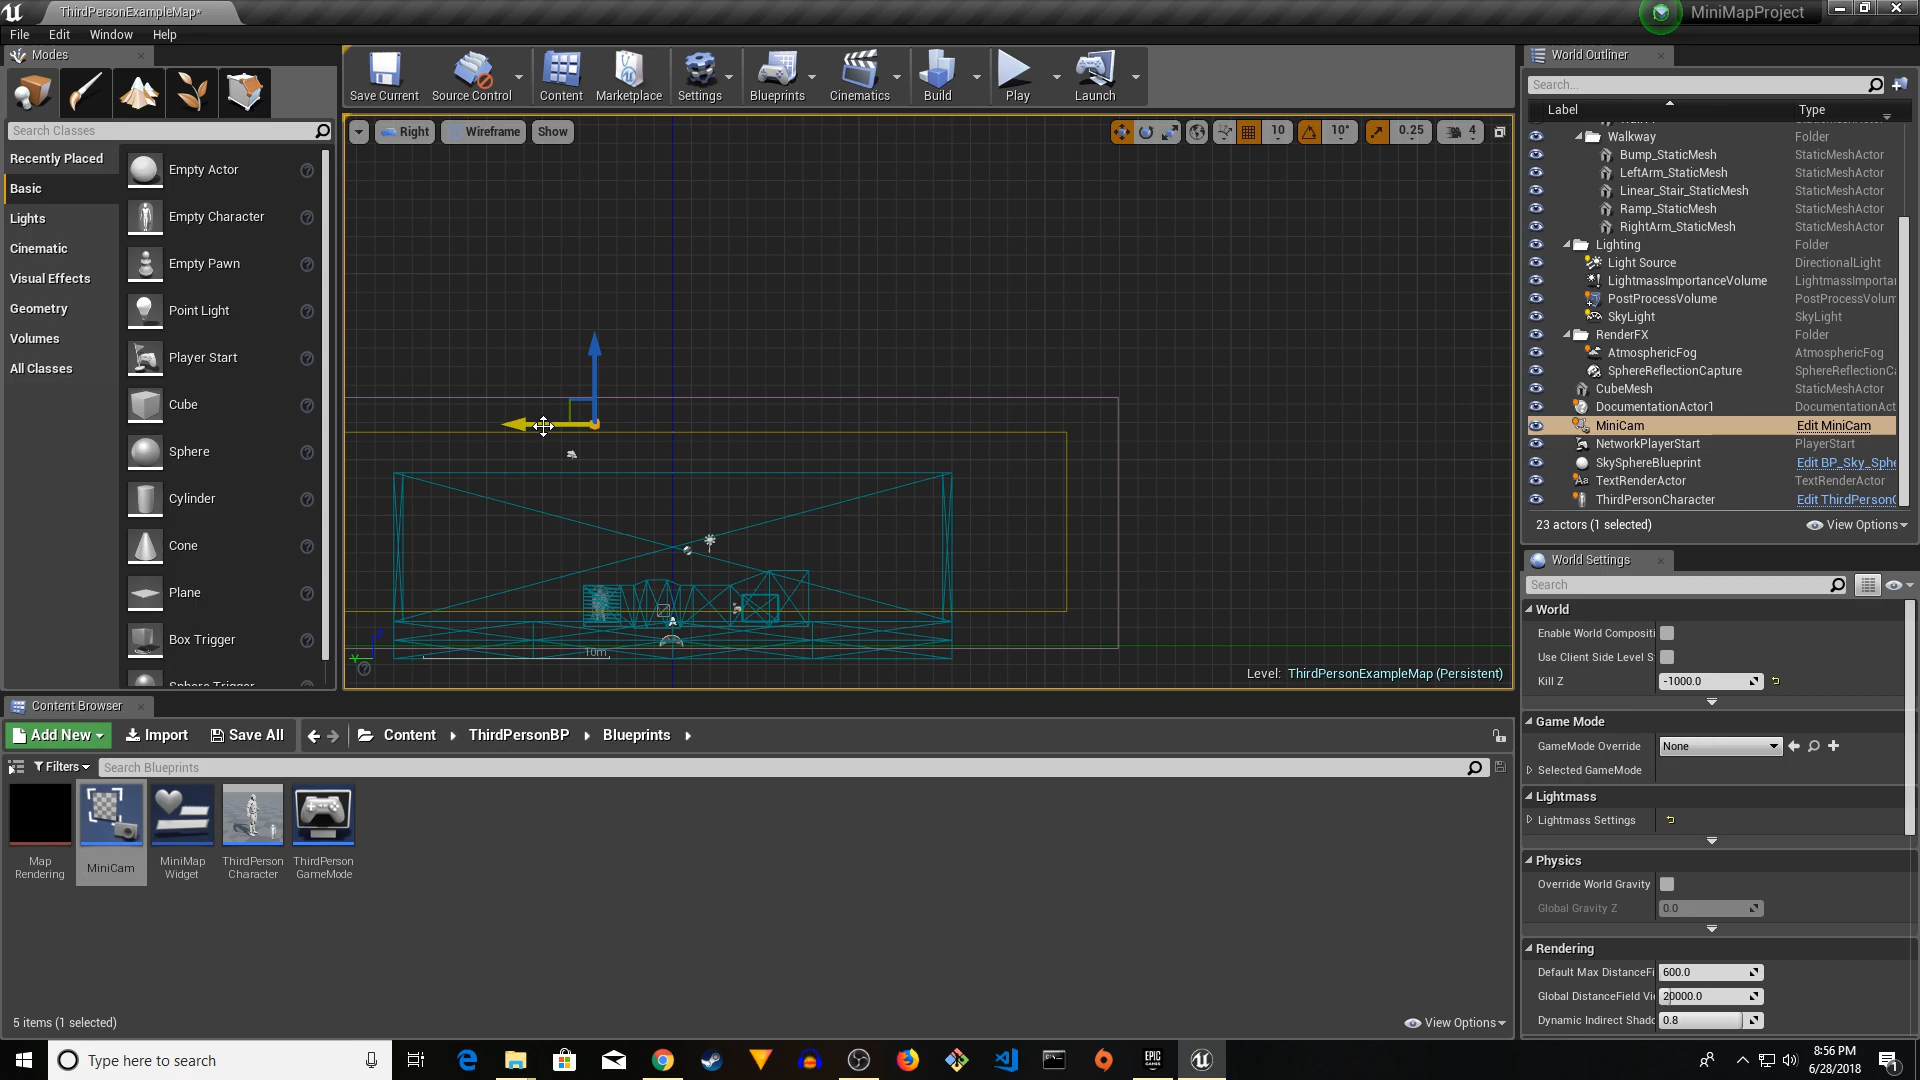 ThirdPersonExampleMap*
MiniMapProject
File
Edit
Window
Help
Modes
Search Classes
Recently Placed
Basic
Lights
Cinematic
Visual Effects
Geometry
Volumes
All Classes
Empty Actor
Empty Character
Empty Pawn
Point Light
Player Start
Cube
Sphere
Cylinder
Cone
Plane
Box Trigger
Save Current
Source Control
Content
Marketplace
Settings
Blueprints
Cinematics
Build
Play
Launch
Right
Wireframe
Show
10
10°
0.25
4
10m
Level: ThirdPersonExampleMap (Persistent)
World Outliner
Search...
Label
Type
Walkway Folder
Bump_StaticMesh StaticMeshActor
LeftArm_StaticMesh StaticMeshActor
Linear_Stair_StaticMesh StaticMeshActor
Ramp_StaticMesh StaticMeshActor
RightArm_StaticMesh StaticMeshActor
Lighting Folder
Light Source DirectionalLight
LightmassImportanceVolume LightmassImportan
PostProcessVolume PostProcessVolum
SkyLight SkyLight
RenderFX Folder
AtmosphericFog AtmosphericFog
SphereReflectionCapture SphereReflectionCa
CubeMesh StaticMeshActor
DocumentationActor1 DocumentationAct
MiniCam Edit MiniCam
NetworkPlayerStart PlayerStart
SkySphereBlueprint Edit BP_Sky_Sphe
TextRenderActor TextRenderActor
ThirdPersonCharacter Edit ThirdPersonC
23 actors (1 selected)
View Options
World Settings
Search
World
Enable World Compositi
Use Client Side Level S
Kill Z -1000.0
Game Mode
GameMode Override None
Selected GameMode
Lightmass
Lightmass Settings
Physics
Override World Gravity
Global Gravity Z 0.0
Rendering
Default Max DistanceFi 600.0
Global DistanceField Vi 20000.0
Dynamic Indirect Shado 0.8
Content Browser
Add New
Import
Save All
Content
ThirdPersonBP
Blueprints
Filters
Search Blueprints
Map Rendering
MiniCam
MiniMap Widget
ThirdPerson Character
ThirdPerson GameMode
5 items (1 selected)
View Options
Type here to search
EPIC GAMES
8:56 PM
6/28/2018
1